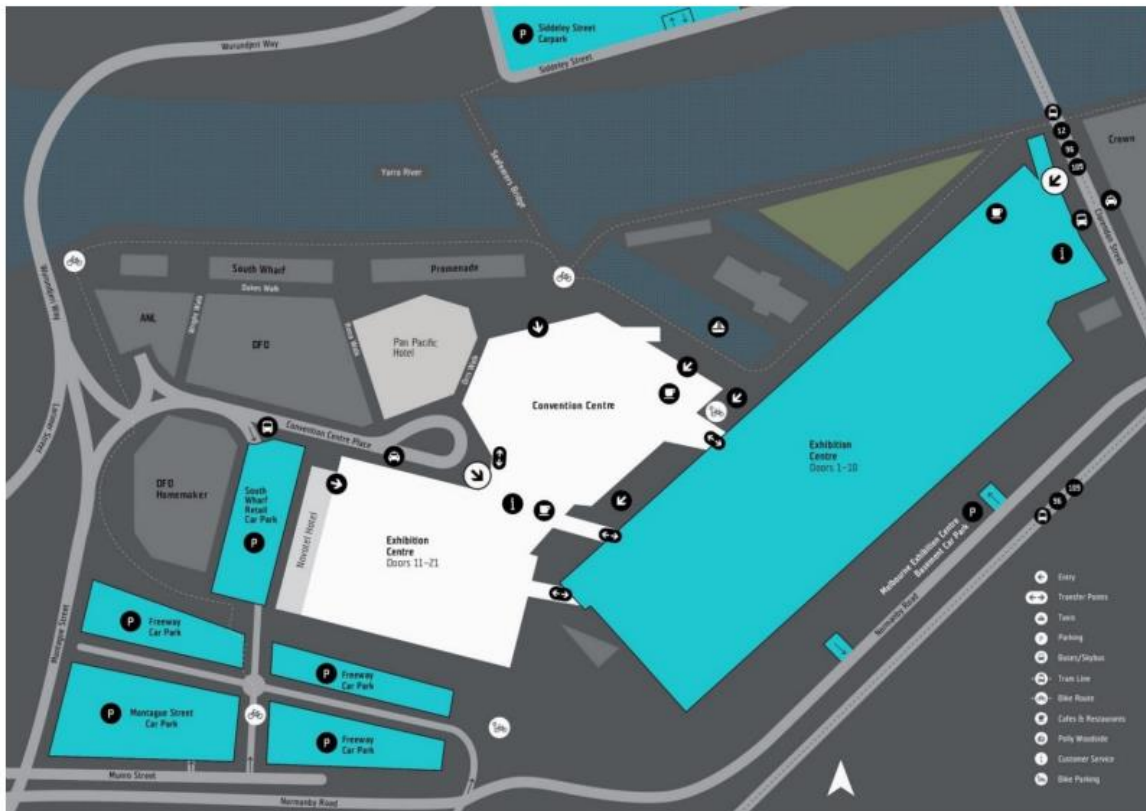 P
Siddeley Street
Carpark
Wurundjeri Way
Siddeley Street
12
96
109
Crown
Yarra River
Seafarers Bridge
Clarendon Street
South Wharf
Promenade
Dukes Walk
Wurundjeri Way
ANL
DFO
Pan Pacific
Hotel
Convention Centre
Lorimer Street
Convention Centre Place
Exhibition
Centre
Doors 1-10
DFO
Homemaker
South
Wharf
Retail
Car Park
P
Novotel Hotel
Exhibition
Centre
Doors 11-21
96
109
P
Melbourne Exhibition Centre
Basement Car Park
Normanby Road
Montague Street
P
Freeway
Car Park
P
Freeway
Car Park
P
Montague Street
Car Park
P
Freeway
Car Park
Munro Street
Normanby Road
Entry
Transfer Points
Taxis
Parking
Buses/Skybus
Tram Line
Bike Route
Cafes & Restaurants
Polly Woodside
Customer Service
Bike Parking